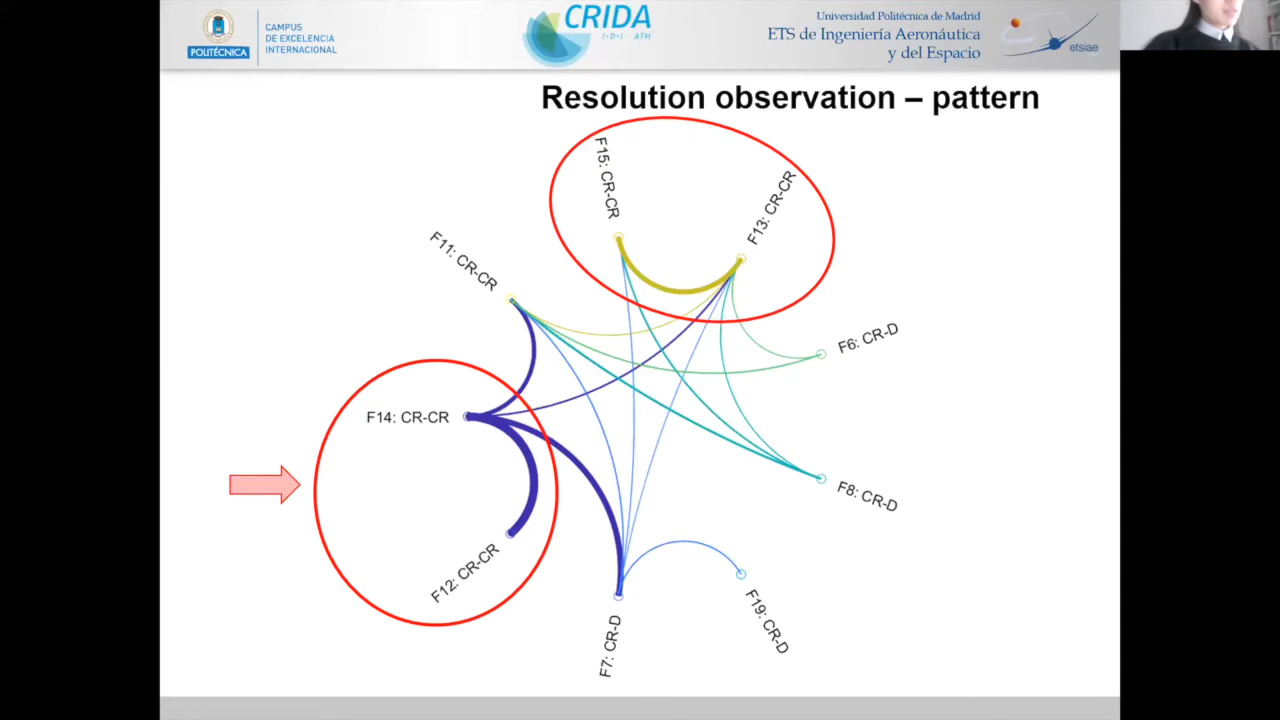 POLITÉCNICA
CAMPUS
DE EXCELENCIA
INTERNACIONAL
CRIDA
I+D+i · ATM
Universidad Politécnica de Madrid
ETS de Ingeniería Aeronáutica
y del Espacio
etsiae
Resolution observation – pattern
F15: CR-CR
F13: CR-CR
F11: CR-CR
F6: CR-D
F14: CR-CR
F8: CR-D
F12: CR-CR
F19: CR-D
F7: CR-D